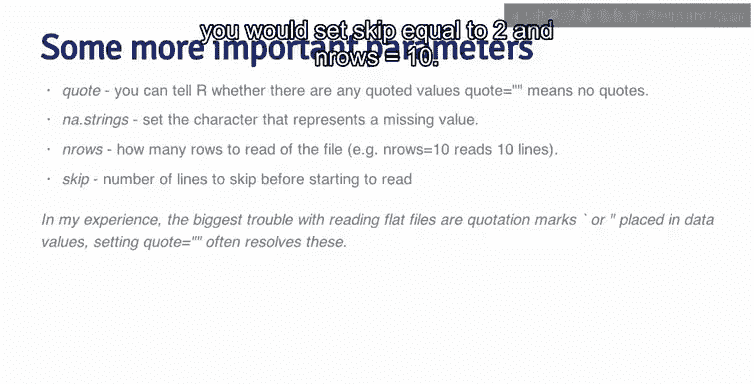 you would set skip equal to 2 and
Some more important parameters
nrows = 10.
· quote - you can tell R whether there are any quoted values quote="" means no quotes.
· na.strings - set the character that represents a missing value.
· nrows - how many rows to read of the file (e.g. nrows=10 reads 10 lines).
· skip - number of lines to skip before starting to read
In my experience, the biggest trouble with reading flat files are quotation marks ` or " placed in data
values, setting quote="" often resolves these.